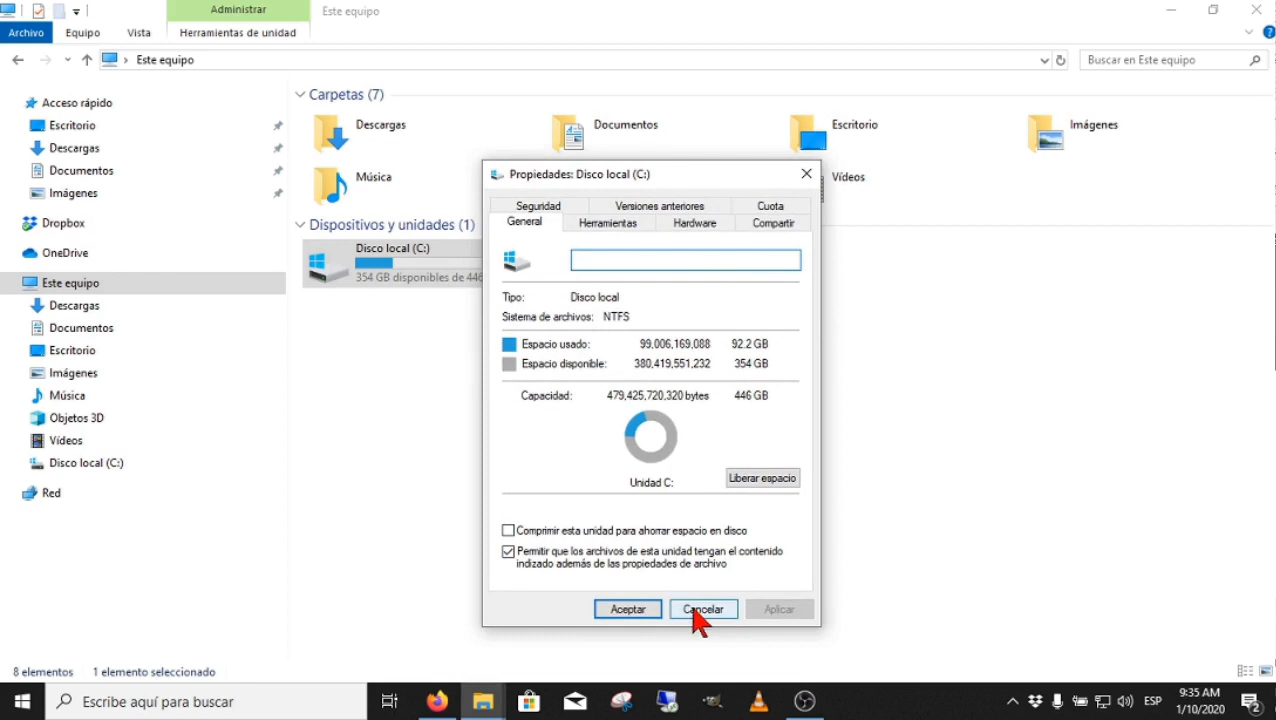 Administrar
Este equipo
Archivo
Equipo
Vista
Herramientas de unidad
Este equipo
Buscar en Este equipo
Acceso rápido
Escritorio
Descargas
Documentos
Imágenes
Dropbox
OneDrive
Este equipo
Descargas
Documentos
Escritorio
Imágenes
Música
Objetos 3D
Vídeos
Disco local (C:)
Red
Carpetas (7)
Descargas
Documentos
Escritorio
Imágenes
Música
Vídeos
Dispositivos y unidades (1)
Disco local (C:)
354 GB disponibles de 446
Propiedades: Disco local (C:)
Seguridad
Versiones anteriores
Cuota
General
Herramientas
Hardware
Compartir
Tipo: Disco local
Sistema de archivos: NTFS
Espacio usado: 99,006,169,088 92.2 GB
Espacio disponible: 380,419,551,232 354 GB
Capacidad: 479,425,720,320 bytes 446 GB
Unidad C:
Liberar espacio
Comprimir esta unidad para ahorrar espacio en disco
Permitir que los archivos de esta unidad tengan el contenido
indizado además de las propiedades de archivo
Aceptar
Cancelar
Aplicar
8 elementos
1 elemento seleccionado
Escribe aquí para buscar
ESP
9:35 AM
1/10/2020
2